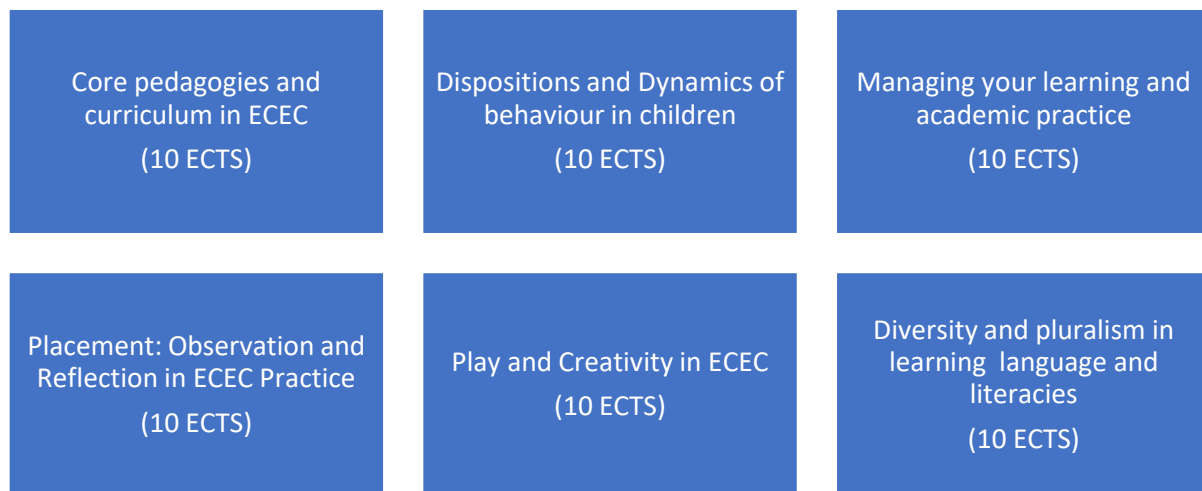 Core pedagogies and
curriculum in ECEC
(10 ECTS)
Dispositions and Dynamics of
behaviour in children
(10 ECTS)
Managing your learning and
academic practice
(10 ECTS)
Placement: Observation and
Reflection in ECEC Practice
(10 ECTS)
Play and Creativity in ECEC
(10 ECTS)
Diversity and pluralism in
learning  language and
literacies
(10 ECTS)